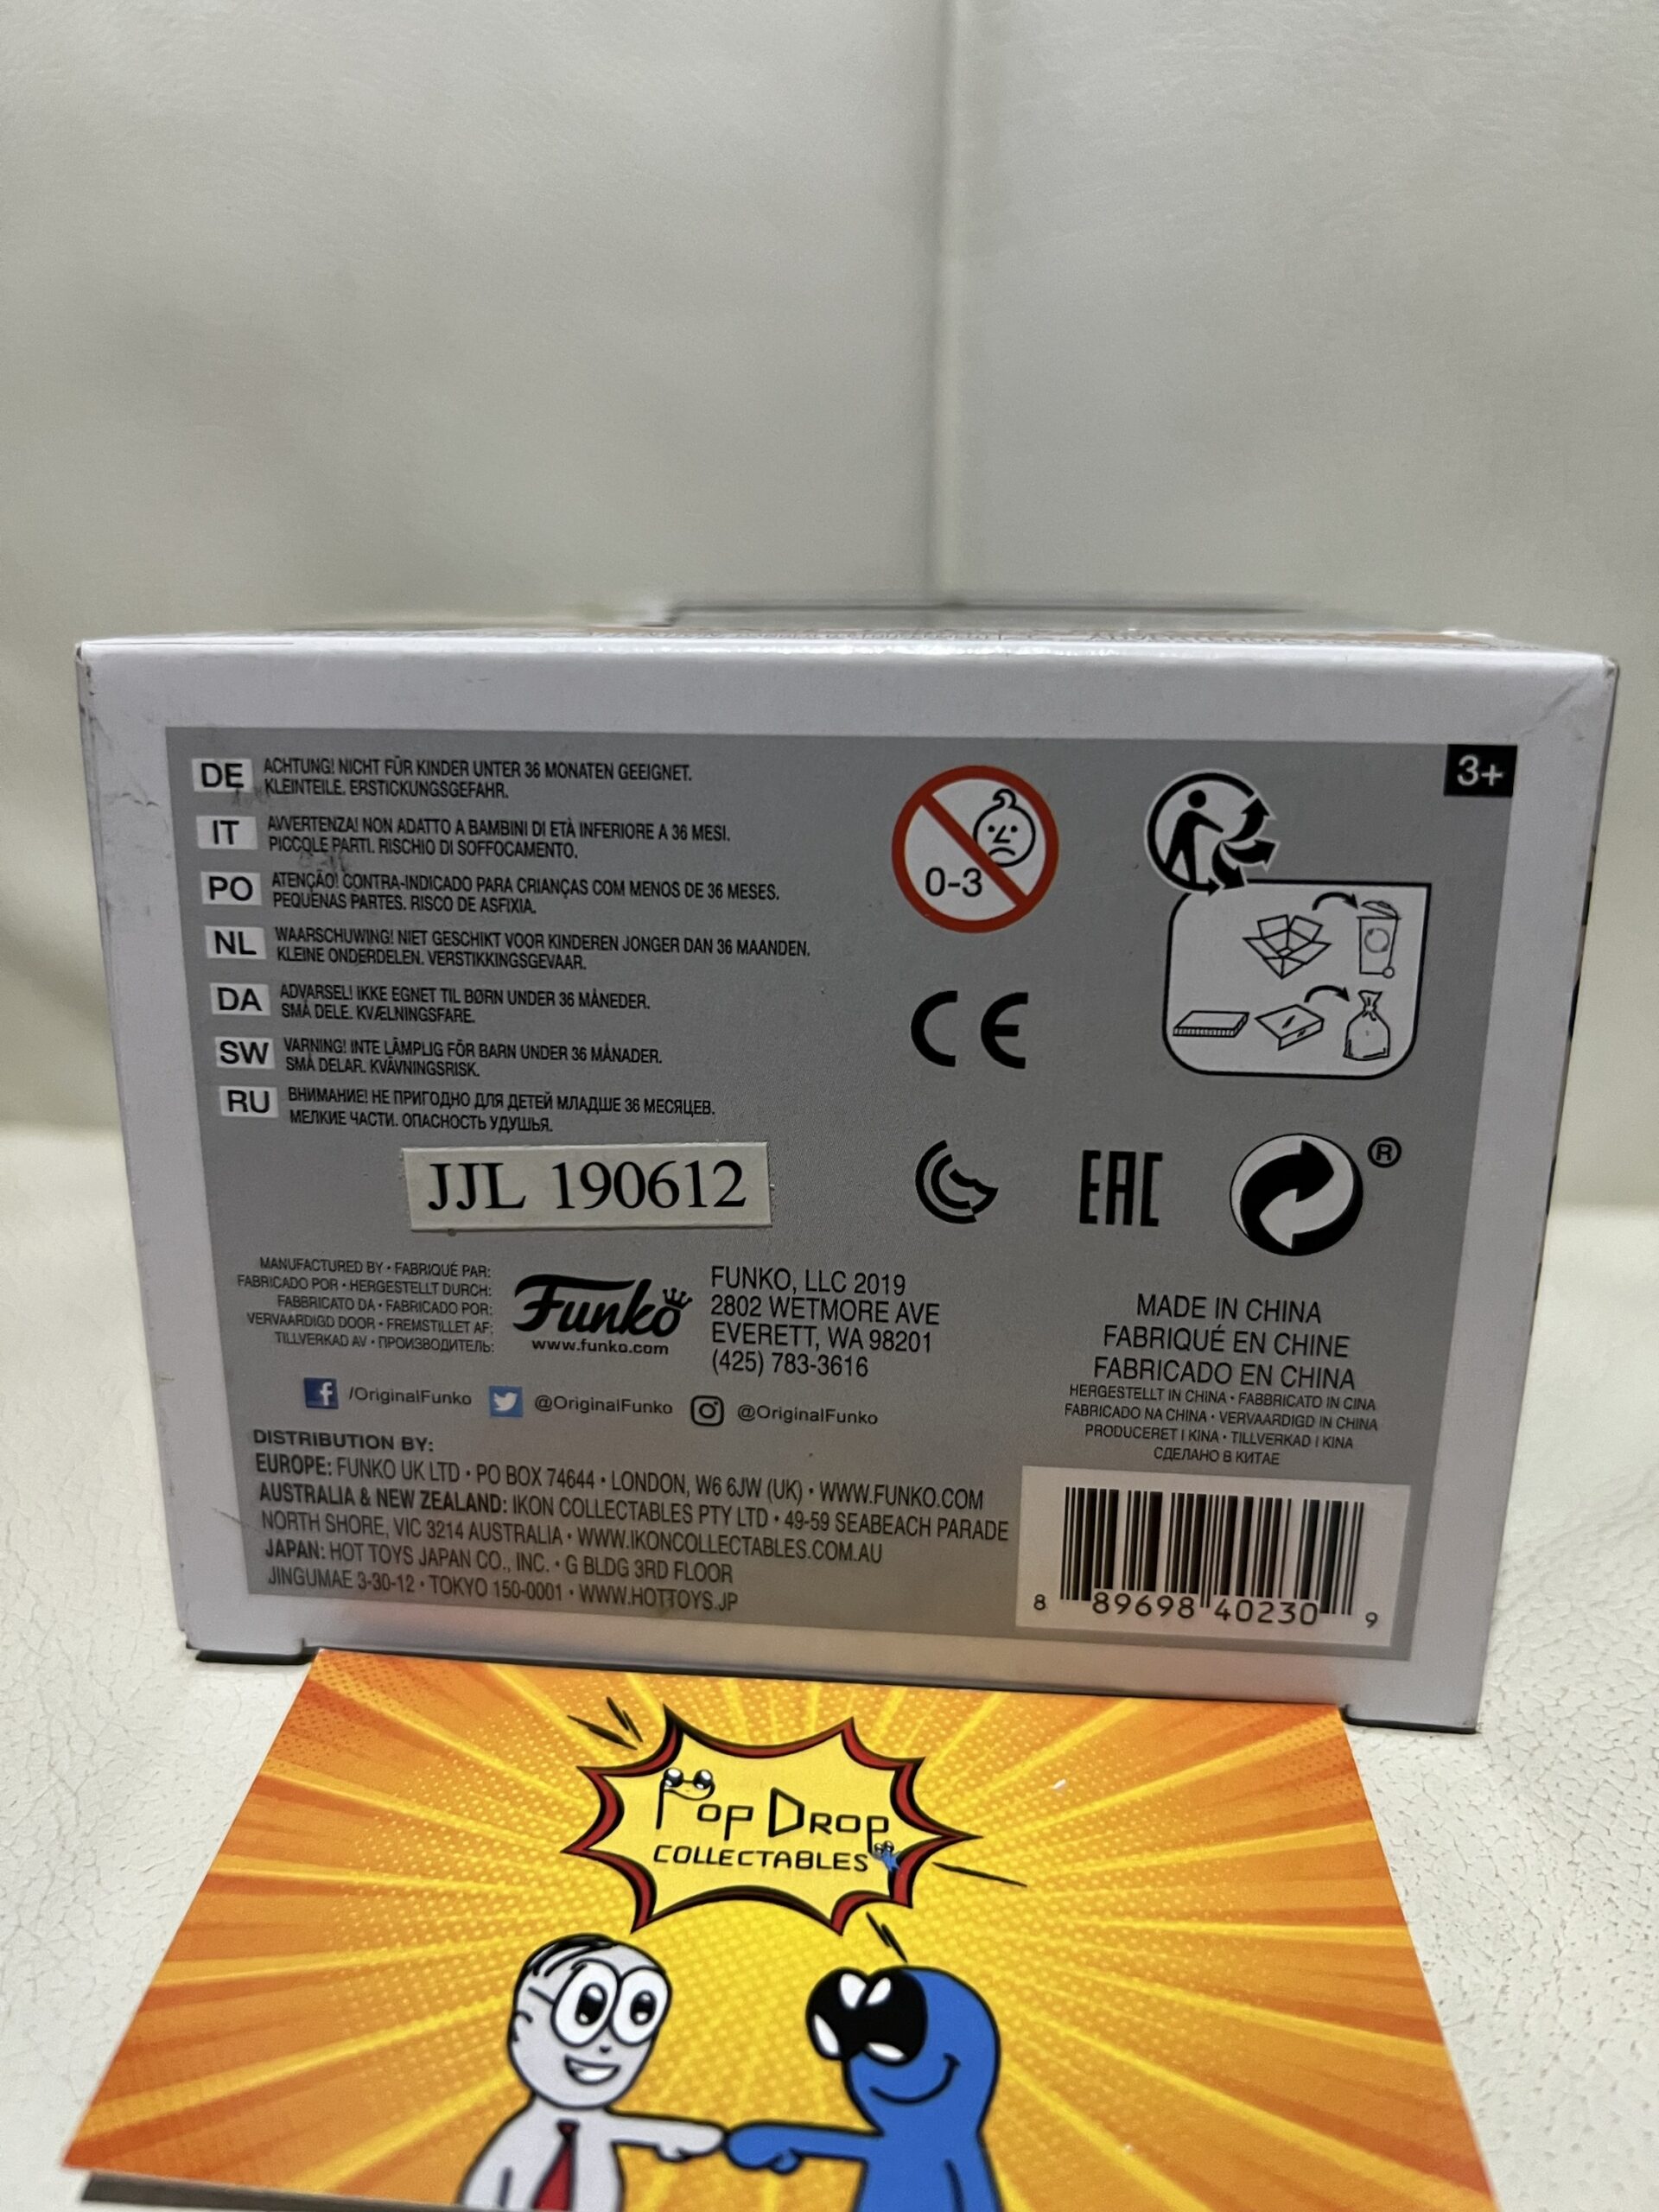 3+
DE ACHTUNG! NICHT FÜR KINDER UNTER 36 MONATEN GEEIGNET.
KLEINTEILE. ERSTICKUNGSGEFAHR.
IT AVVERTENZA! NON ADATTO A BAMBINI DI ETÀ INFERIORE A 36 MESI.
PICCOLE PARTI. RISCHIO DI SOFFOCAMENTO.
PO ATENÇÃO! CONTRA-INDICADO PARA CRIANÇAS COM MENOS DE 36 MESES.
PEQUENAS PARTES. RISCO DE ASFIXIA.
NL WAARSCHUWING! NIET GESCHIKT VOOR KINDEREN JONGER DAN 36 MAANDEN.
KLEINE ONDERDELEN. VERSTIKKINGSGEVAAR.
DA ADVARSEL! IKKE EGNET TIL BØRN UNDER 36 MÅNEDER.
SMÅ DELE. KVÆLNINGSFARE.
SW VARNING! INTE LÄMPLIG FÖR BARN UNDER 36 MÅNADER.
SMÅ DELAR. KVÄVNINGSRISK.
RU ВНИМАНИЕ! НЕ ПРИГОДНО ДЛЯ ДЕТЕЙ МЛАДШЕ 36 МЕСЯЦЕВ.
МЕЛКИЕ ЧАСТИ. ОПАСНОСТЬ УДУШЬЯ.
0-3
CE
EAC
®
JJL 190612
MANUFACTURED BY • FABRIQUÉ PAR:
FABRICADO POR • HERGESTELLT DURCH:
FABBRICATO DA • FABRICADO POR:
VERVAARDIGD DOOR • FREMSTILLET AF:
TILLVERKAD AV • ПРОИЗВОДИТЕЛЬ:
Funko
www.funko.com
FUNKO, LLC 2019
2802 WETMORE AVE
EVERETT, WA 98201
(425) 783-3616
/OriginalFunko @OriginalFunko @OriginalFunko
MADE IN CHINA
FABRIQUÉ EN CHINE
FABRICADO EN CHINA
HERGESTELLT IN CHINA • FABBRICATO IN CINA
FABRICADO NA CHINA • VERVAARDIGD IN CHINA
PRODUCERET I KINA • TILLVERKAD I KINA
СДЕЛАНО В КИТАЕ
DISTRIBUTION BY:
EUROPE: FUNKO UK LTD • PO BOX 74644 • LONDON, W6 6JW (UK) • WWW.FUNKO.COM
AUSTRALIA & NEW ZEALAND: IKON COLLECTABLES PTY LTD • 49-59 SEABEACH PARADE
NORTH SHORE, VIC 3214 AUSTRALIA • WWW.IKONCOLLECTABLES.COM.AU
JAPAN: HOT TOYS JAPAN CO., INC. • G BLDG 3RD FLOOR
JINGUMAE 3-30-12 • TOKYO 150-0001 • WWW.HOTTOYS.JP
8 89698 40230 9
POP DROP
COLLECTABLES